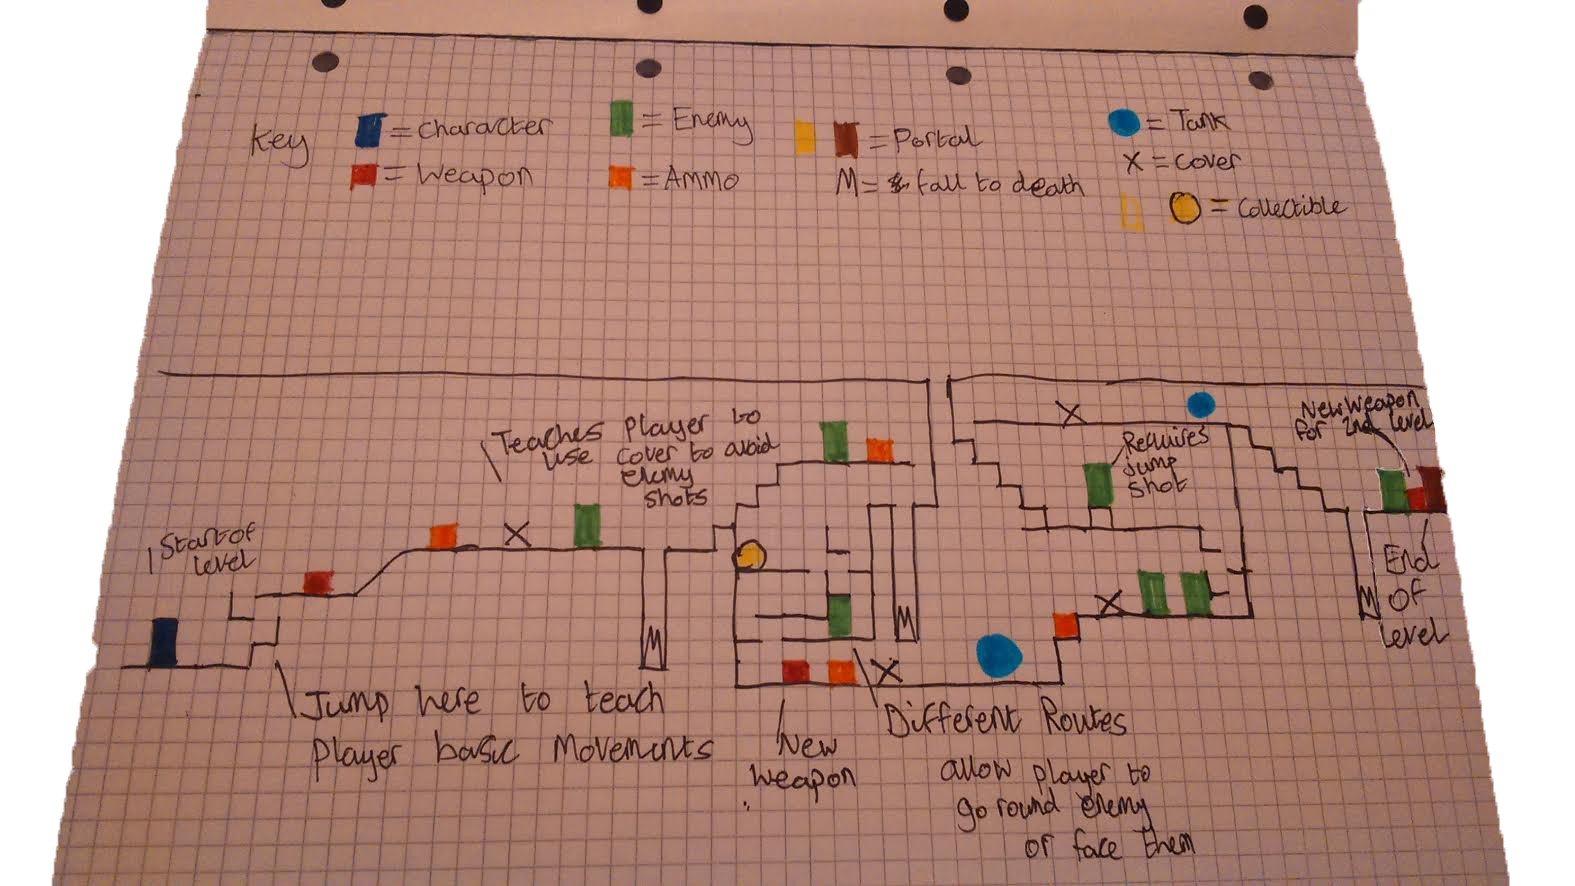 Key
= Character
= Enemy
= Portal
= Tank
= Weapon
= Ammo
M = fall to death
X = Cover
= Collectible
Start of
level
Teaches Player to
use cover to avoid
enemy
shots
Requires
Jump
shot
New Weapon
for 2nd level
X
X
X
X
M
M
M
End
Of
level
Jump here to teach
Player basic Movements
New
Weapon
Different Routes
allow player to
go round enemy
or face them